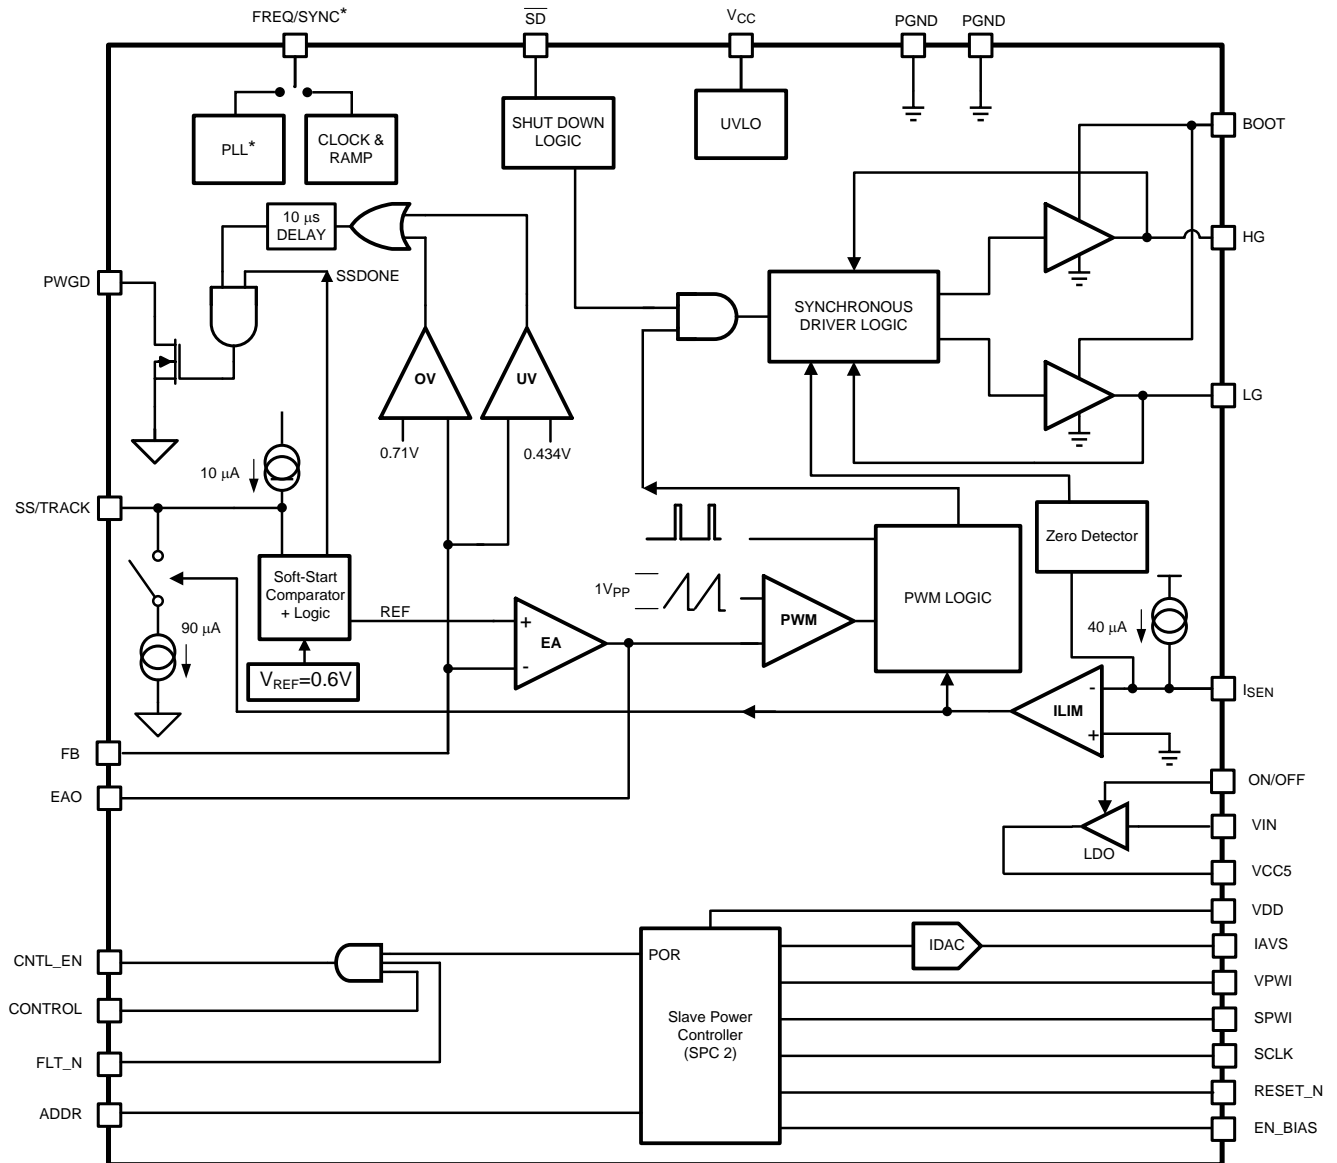 FREQ/SYNC*
SD
VCC
PGND
PGND
PLL*
CLOCK &
RAMP
SHUT DOWN
LOGIC
UVLO
BOOT
10 μs
DELAY
HG
PWGD
SSDONE
SYNCHRONOUS
DRIVER LOGIC
OV
UV
LG
0.71V
0.434V
10 μA
SS/TRACK
Zero Detector
Soft-Start
Comparator
+ Logic
1VPP
PWM LOGIC
REF
+
-
EA
PWM
90 μA
40 μA
VREF=0.6V
-
+
ILIM
ISEN
FB
EAO
ON/OFF
VIN
LDO
VCC5
VDD
POR
IDAC
IAVS
CNTL_EN
VPWI
CONTROL
Slave Power
Controller
(SPC 2)
SPWI
SCLK
FLT_N
RESET_N
ADDR
EN_BIAS